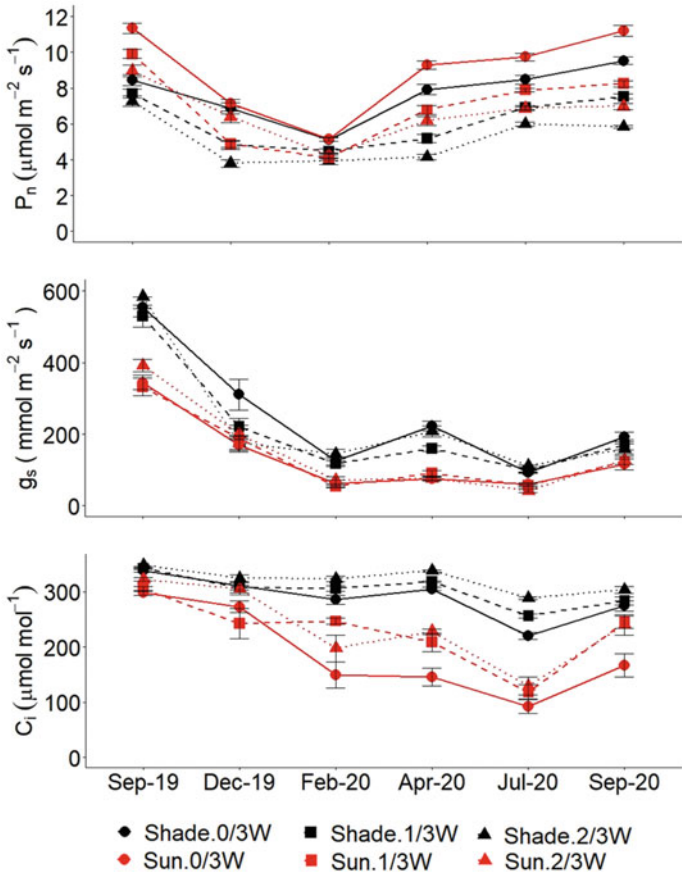 12
10
8
6
4
2
0
Pn (μmol m−2 s−1)
600
400
200
0
gs ( mmol m−2 s−1)
300
200
100
0
Ci (μmol mol−1)
Sep-19 Dec-19 Feb-20 Apr-20 Jul-20 Sep-20
Shade.0/3W Shade.1/3W Shade.2/3W
Sun.0/3W Sun.1/3W Sun.2/3W